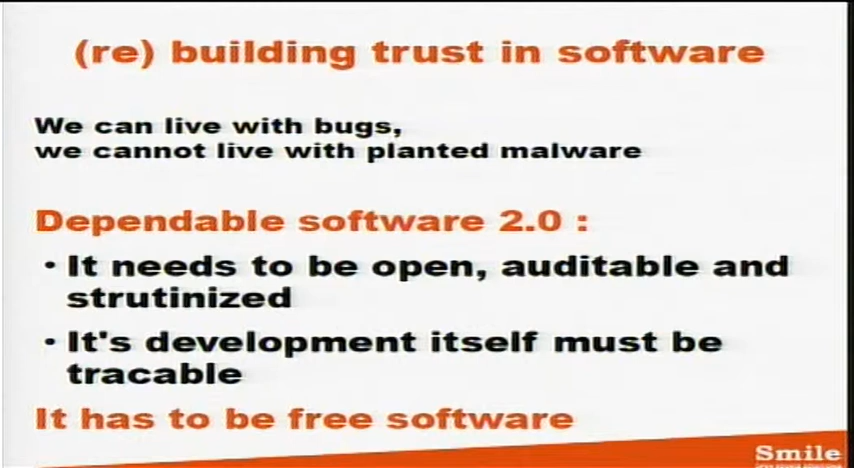 (re) building trust in software
We can live with bugs,
we cannot live with planted malware
Dependable software 2.0 :
• It needs to be open, auditable and
strutinized
• It's development itself must be
tracable
It has to be free software
Smile